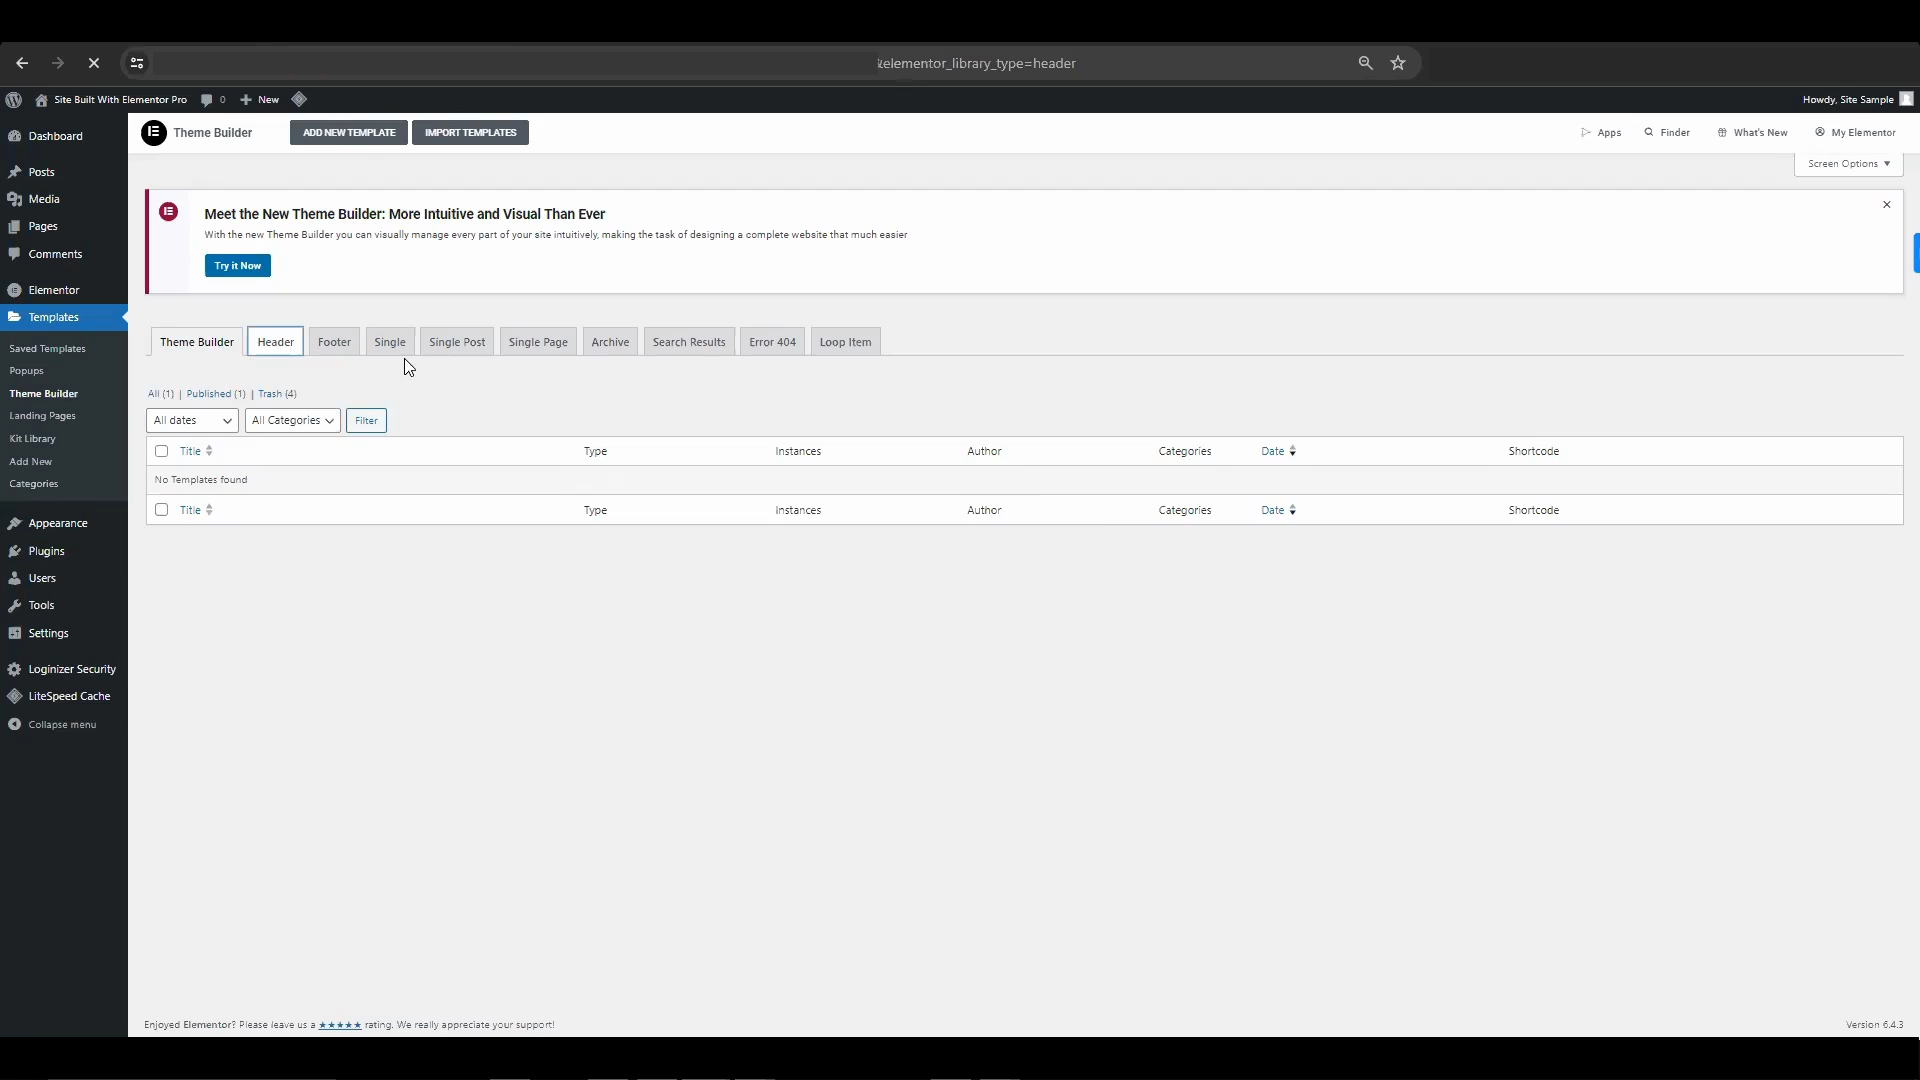 &elementor_library_type=header
Site Built With Elementor Pro 0 New Howdy, Site Sample
Theme Builder ADD NEW TEMPLATE IMPORT TEMPLATES Apps Finder What's New My Elementor
Screen Options
Dashboard
Posts
Media
Pages
Comments
Elementor
Templates
Saved Templates
Popups
Theme Builder
Landing Pages
Kit Library
Add New
Categories
Appearance
Plugins
Users
Tools
Settings
Loginizer Security
LiteSpeed Cache
Collapse menu
Meet the New Theme Builder: More Intuitive and Visual Than Ever
With the new Theme Builder you can visually manage every part of your site intuitively, making the task of designing a complete website that much easier
Try it Now
Theme Builder Header Footer Single Single Post Single Page Archive Search Results Error 404 Loop Item
All (1) | Published (1) | Trash (4)
All dates All Categories Filter
Title Type Instances Author Categories Date Shortcode
No Templates found
Title Type Instances Author Categories Date Shortcode
Enjoyed Elementor? Please leave us a ★★★★★ rating. We really appreciate your support! Version 6.4.3